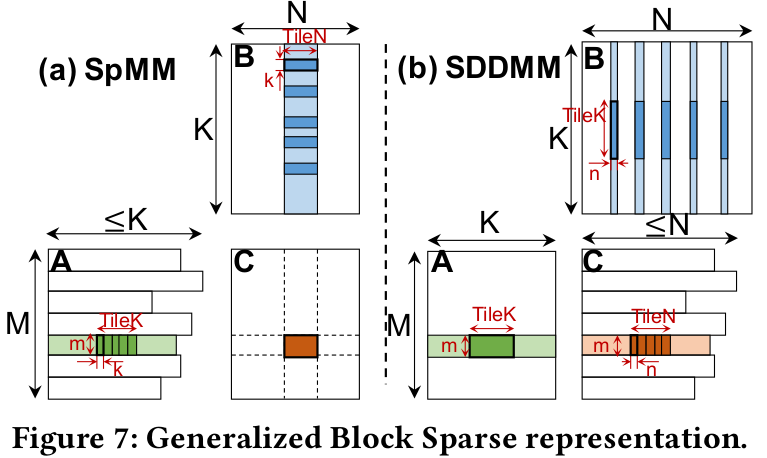 N
TileN
B
(a) SpMM
k
K
≤K
A
M
TileK
m
k
C
N
B
(b) SDDMM
TileK
K
n
K
A
M
TileK
m
≤N
C
TileN
m
n
Figure 7: Generalized Block Sparse representation.